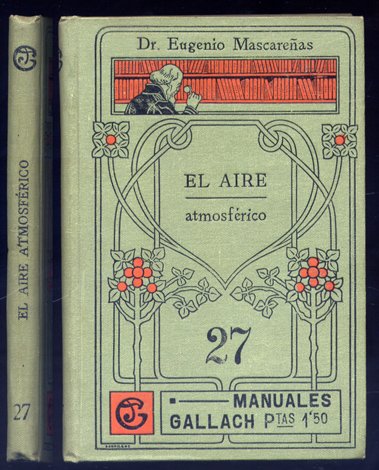 EL AIRE ATMOSFÉRICO
27
Dr. Eugenio Mascareñas
EL AIRE
atmosférico
27
MANUALES
GALLACH PTAS 1'50